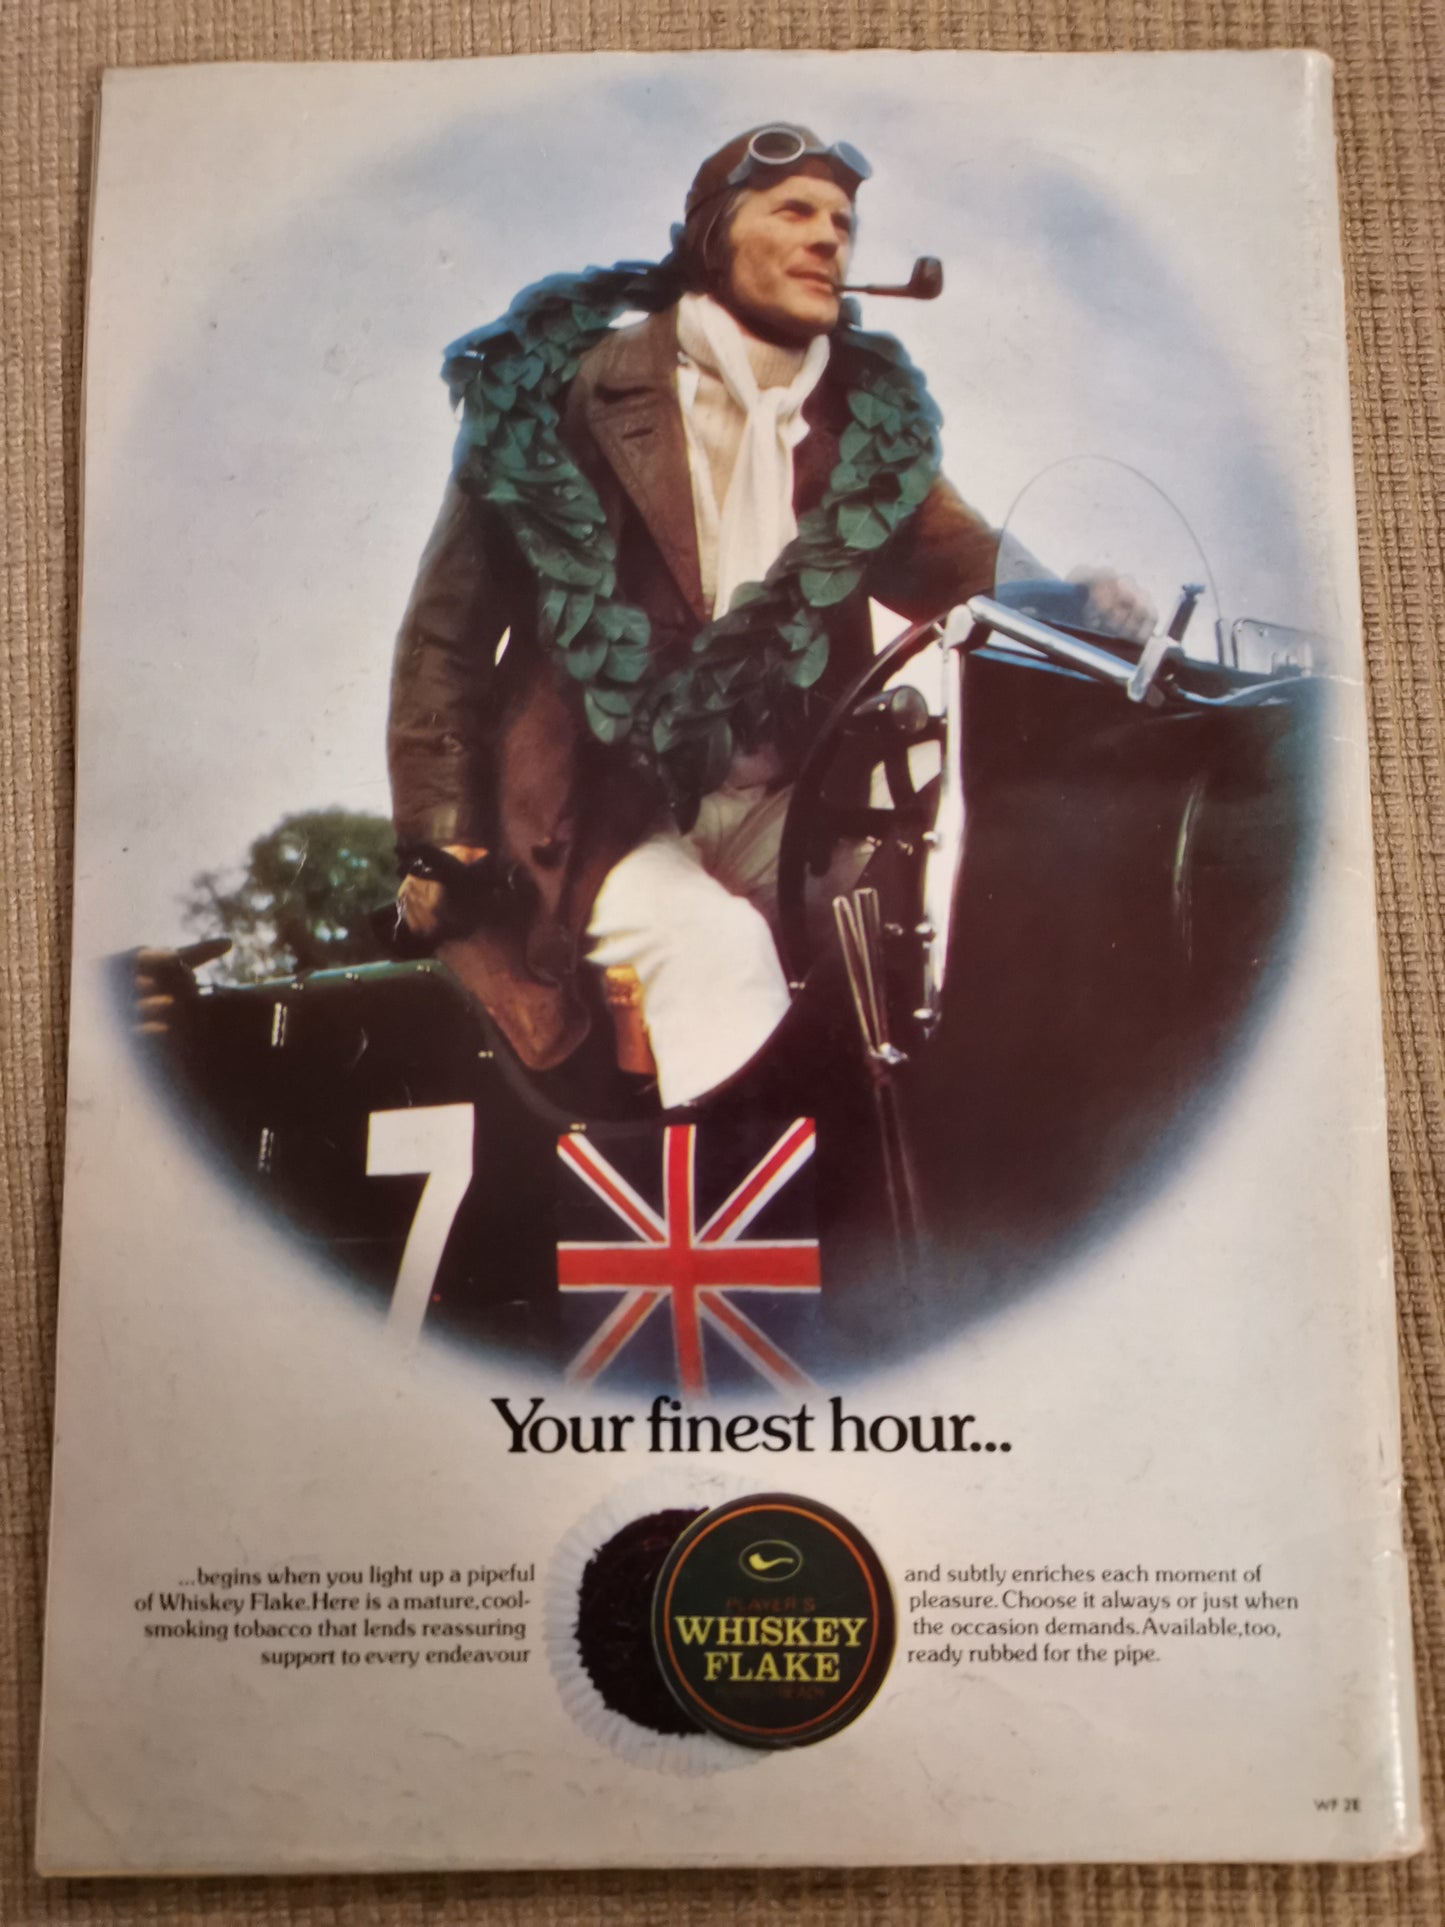 7
Your finest hour...
...begins when you light up a pipeful
of Whiskey Flake.Here is a mature,cool-
smoking tobacco that lends reassuring
support to every endeavour
PLAYER'S
WHISKEY
FLAKE
and subtly enriches each moment of
pleasure. Choose it always or just when
the occasion demands.Available,too,
ready rubbed for the pipe.
WF 2E